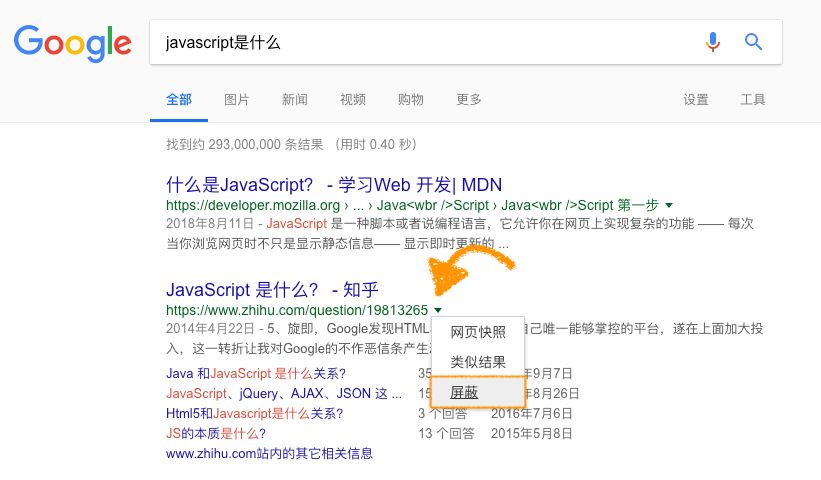 Google
javascript是什么
全部 图片 新闻 视频 购物 更多 设置 工具
找到约 293,000,000 条结果 （用时 0.40 秒）
什么是JavaScript？ - 学习Web 开发| MDN
https://developer.mozilla.org › ... › Java<wbr />Script › Java<wbr />Script 第一步
2018年8月11日 - JavaScript 是一种脚本或者说编程语言，它允许你在网页上实现复杂的功能 —— 每次
当你浏览网页时不只是显示静态信息—— 显示即时更新的 ...
JavaScript 是什么？ - 知乎
https://www.zhihu.com/question/19813265
2014年4月22日 - 5、旋即，Google发现HTML 自己唯一能够掌控的平台，遂在上面加大投
入，这一转折让我对Google的不作恶信条产生
网页快照
类似结果
屏蔽
Java 和JavaScript 是什么关系? 35 年9月7日
JavaScript、jQuery、AJAX、JSON 这 ... 15 年8月26日
Html5和Javascript是什么关系? 3 个回答 2016年7月6日
JS的本质是什么? 13 个回答 2015年5月8日
www.zhihu.com站内的其它相关信息